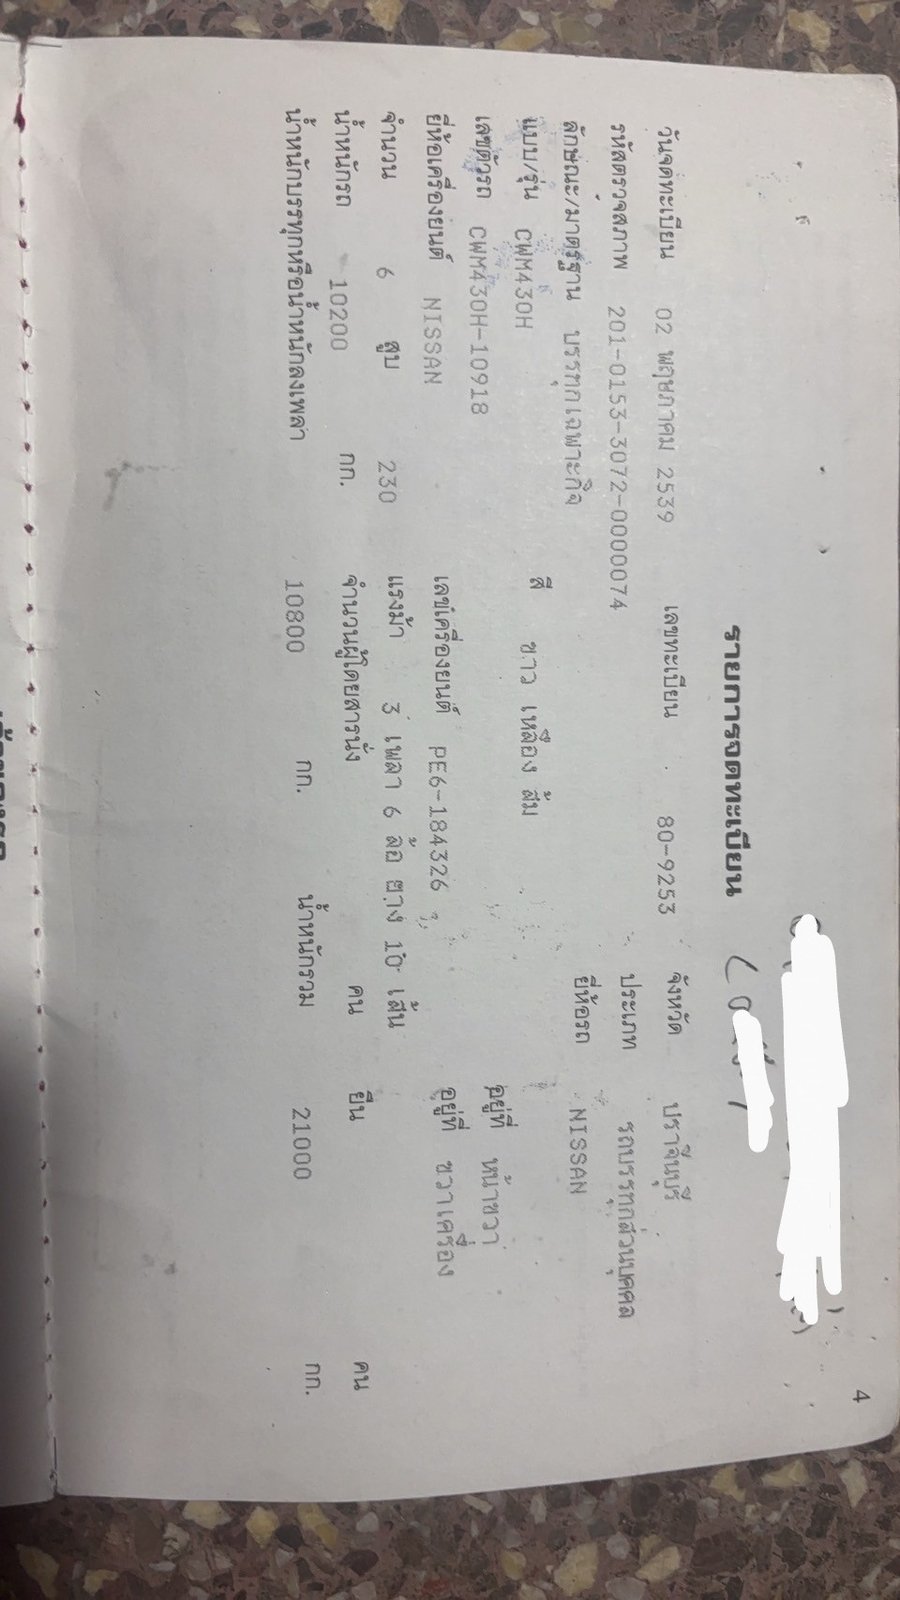 4
รายการจดทะเบียน
วันจดทะเบียน 02 พฤษภาคม 2539 เลขทะเบียน 80-9253 จังหวัด ปราจีนบุรี
รหัสตรวจสภาพ 201-0153-3072-0000074 ประเภท รถบรรทุกส่วนบุคคล
ลักษณะ/มาตรฐาน บรรทุกเฉพาะกิจ ยี่ห้อรถ NISSAN
แบบ/รุ่น CWM430H สี ขาว เหลือง ส้ม
เลขตัวรถ CWM430H-10918 อยู่ที่ หน้าขวา
ยี่ห้อเครื่องยนต์ NISSAN เลขเครื่องยนต์ PE6-184326 อยู่ที่ ขวาเครื่อง
จำนวน 6 สูบ 230 แรงม้า 3 เพลา 6 ล้อ ยาง 10 เส้น
น้ำหนักรถ 10200 กก. จำนวนผู้โดยสารนั่ง คน ยืน คน
น้ำหนักบรรทุกหรือน้ำหนักลงเพลา 10800 กก. น้ำหนักรวม 21000 กก.